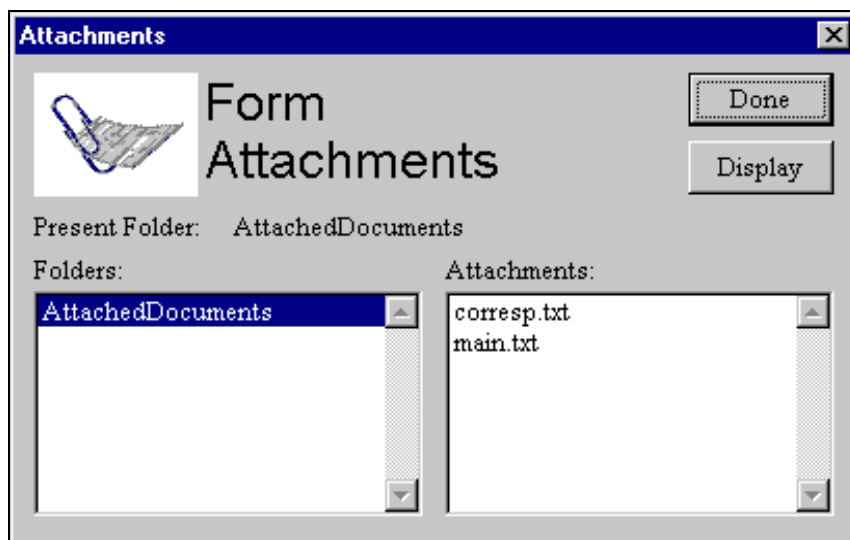 Attachments
Form
Attachments
Done
Display
Present Folder: AttachedDocuments
Folders:
AttachedDocuments
Attachments:
corresp.txt
main.txt